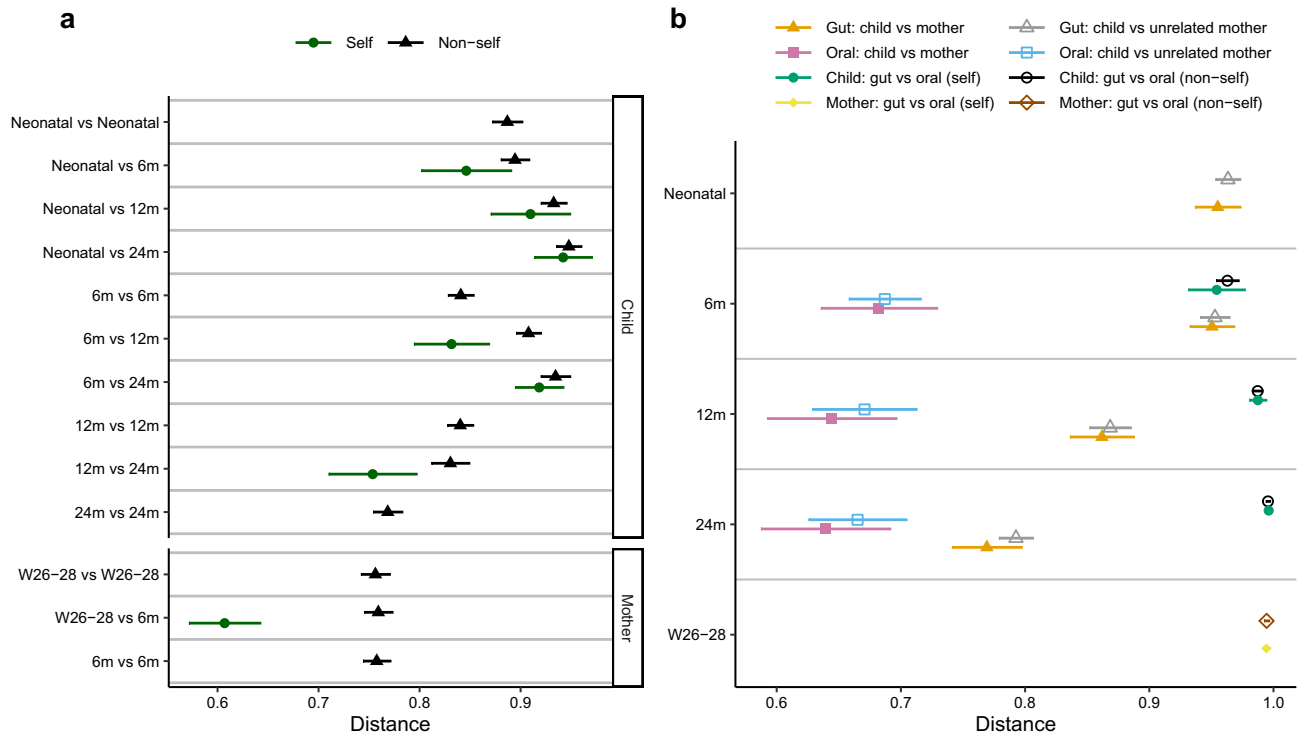 a
Self Non−self
Neonatal vs Neonatal
Neonatal vs 6m
Neonatal vs 12m
Neonatal vs 24m
6m vs 6m
6m vs 12m
6m vs 24m
12m vs 12m
12m vs 24m
24m vs 24m
Child
W26−28 vs W26−28
W26−28 vs 6m
6m vs 6m
Mother
0.6 0.7 0.8 0.9
Distance
b
Gut: child vs mother Gut: child vs unrelated mother
Oral: child vs mother Oral: child vs unrelated mother
Child: gut vs oral (self) Child: gut vs oral (non−self)
Mother: gut vs oral (self) Mother: gut vs oral (non−self)
Neonatal
6m
12m
24m
W26−28
0.6 0.7 0.8 0.9 1.0
Distance